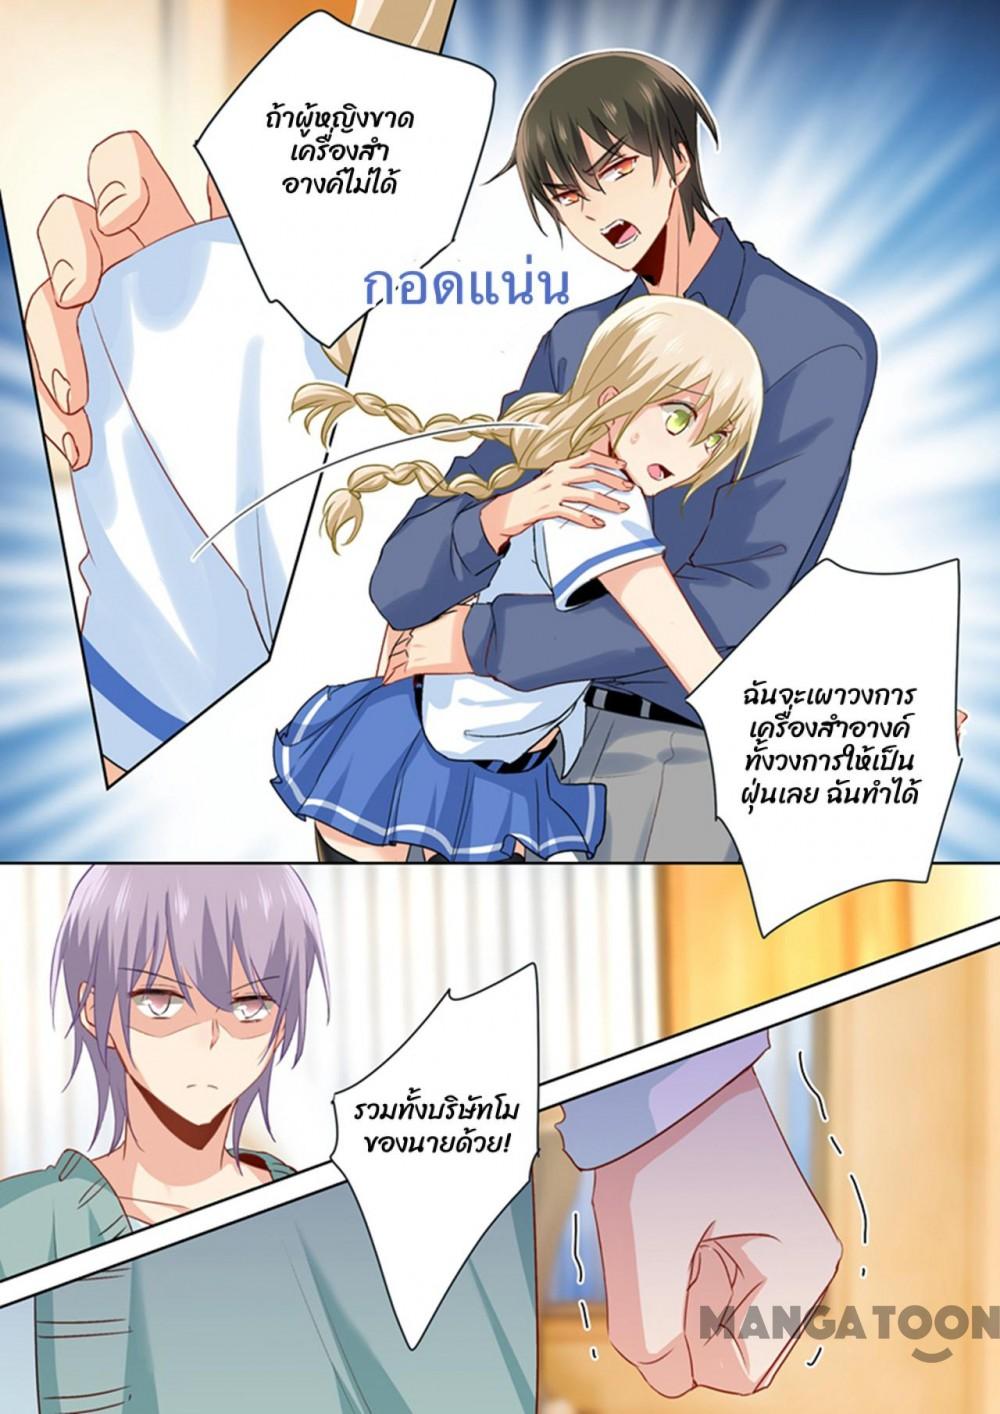 ถ้าผู้หญิงขาด
เครื่องสำ
อางค์ไม่ได้
กอดแน่น
ฉันจะเผาวงการ
เครื่องสำอางค์
ทั้งวงการให้เป็น
ฝุ่นเลย ฉันทำได้
รวมทั้งบริษัทโม
ของนายด้วย!
MANGATOON